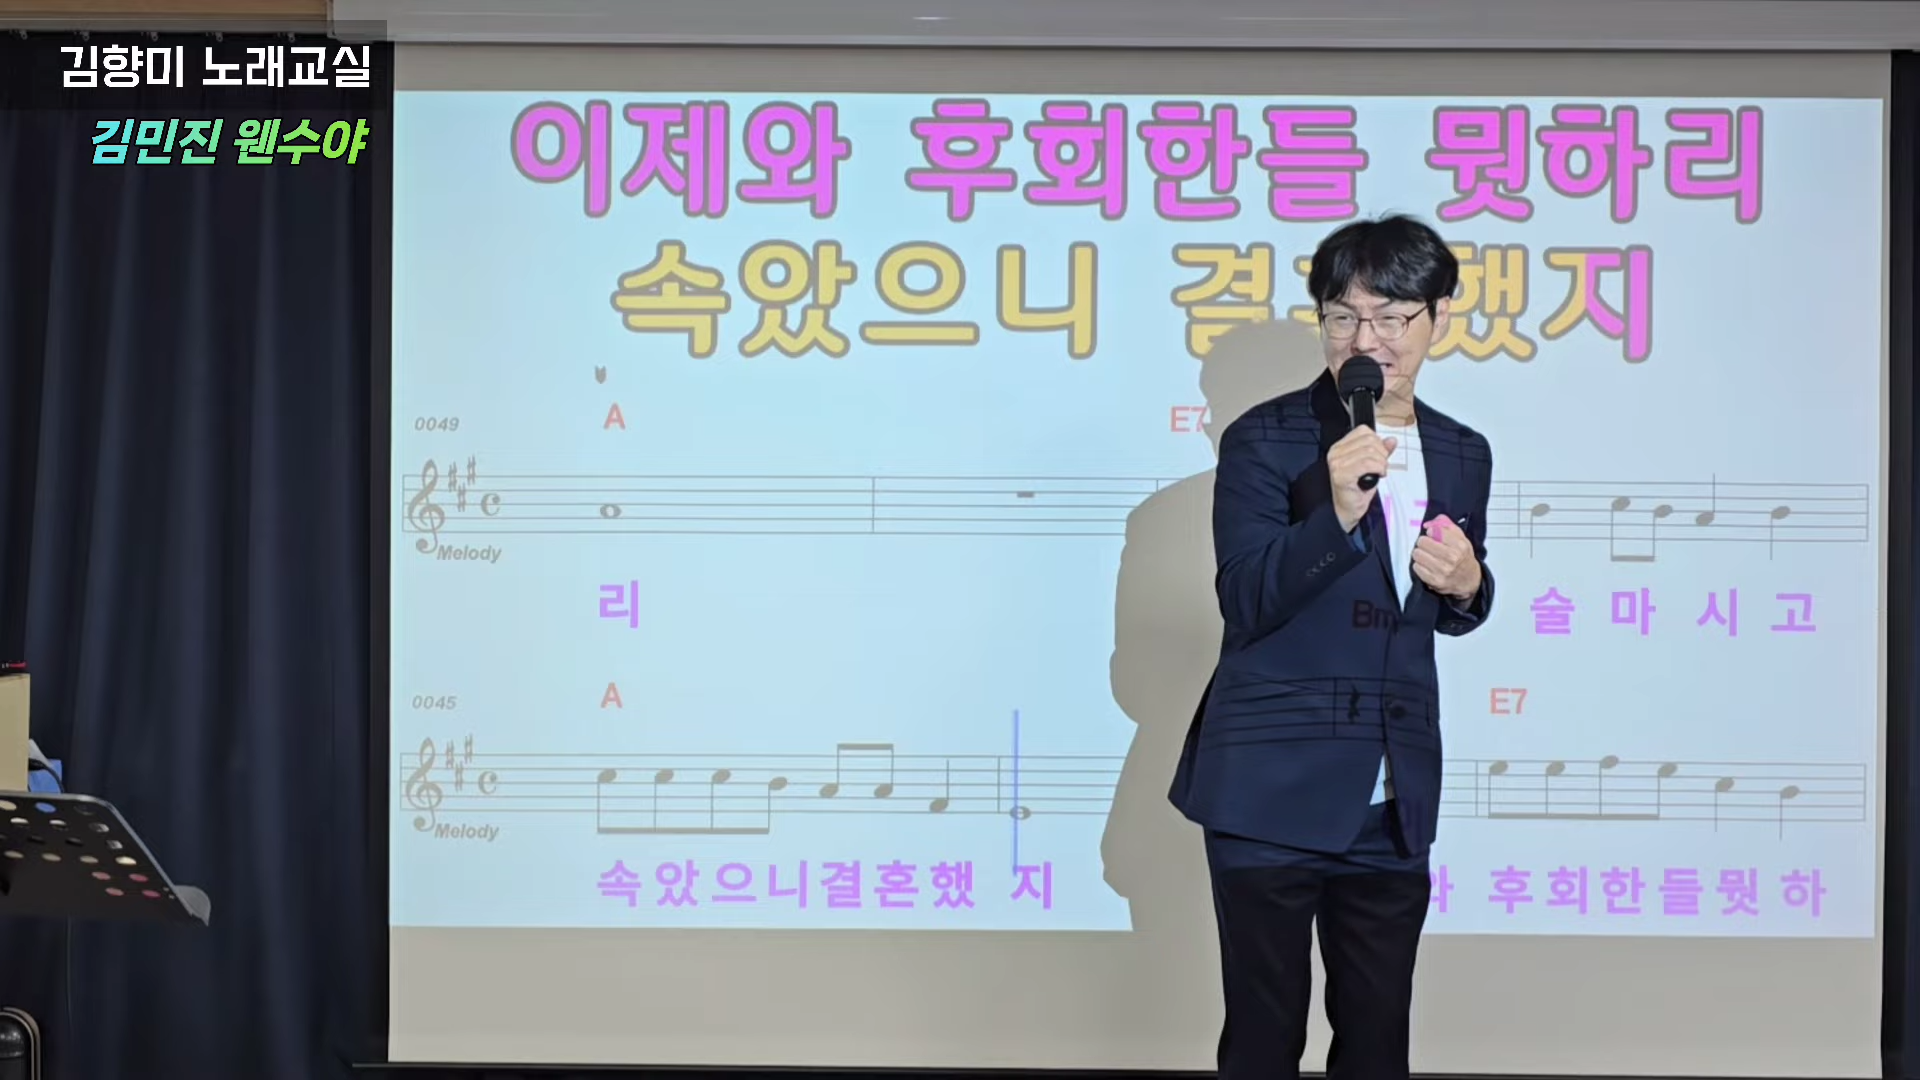 김향미 노래교실
김민진 웬수야
이제와 후회한들 뭣하리
속았으니 했지
A E7
0049
Melody
리 술 마 시 고
Bm
0045 A E7
Melody
속았으니결혼했 지 와 후회한들뭣 하